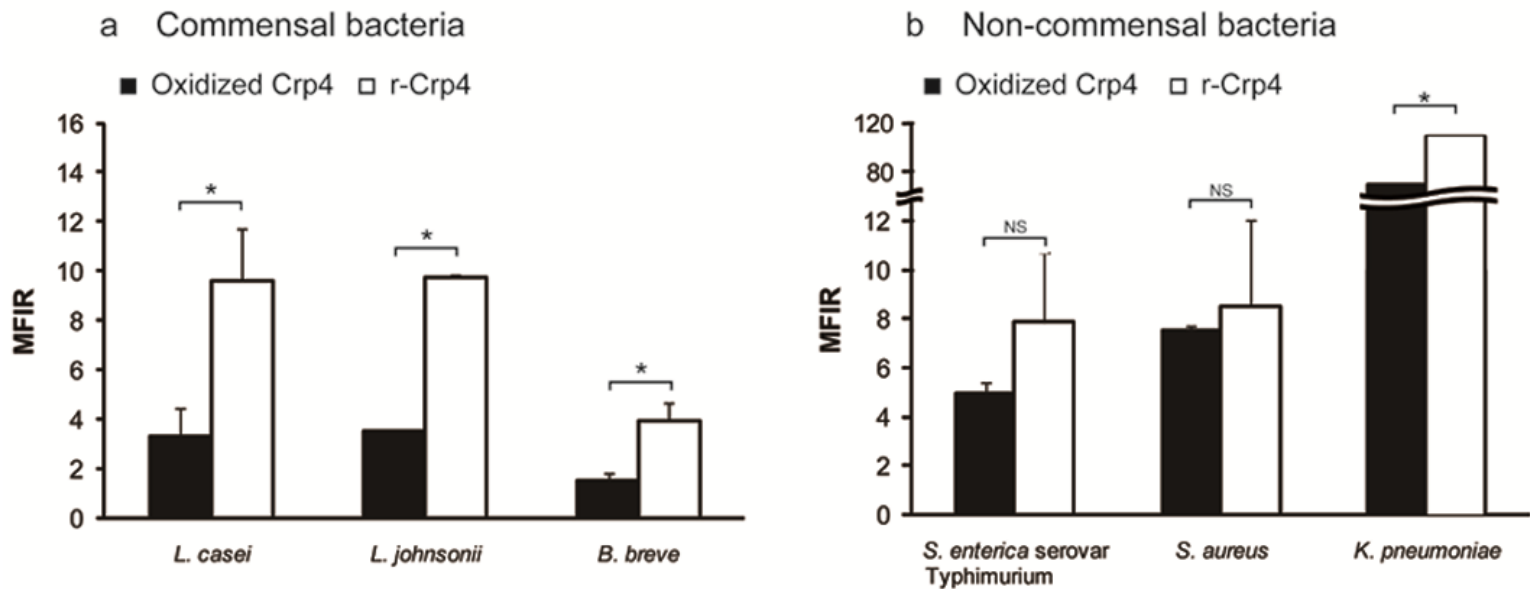 a Commensal bacteria
■ Oxidized Crp4 □ r-Crp4
MFIR
16
14
12
10
8
6
4
2
0
*
*
*
L. casei
L. johnsonii
B. breve
b Non-commensal bacteria
■ Oxidized Crp4 □ r-Crp4
MFIR
120
80
12
10
8
6
4
2
0
NS
NS
*
S. enterica serovar
Typhimurium
S. aureus
K. pneumoniae